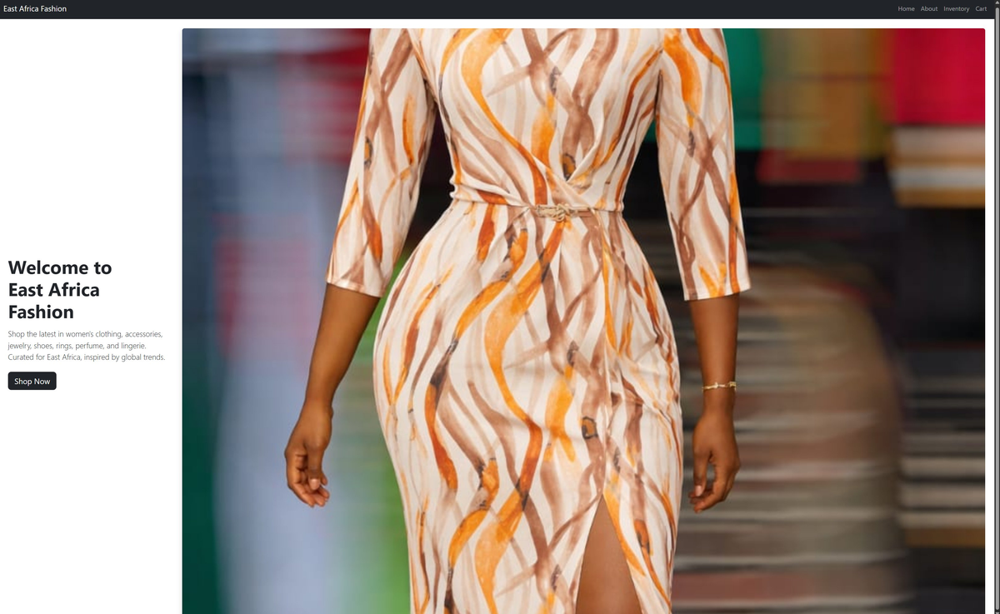 East Africa Fashion
Home About Inventory Cart
Welcome to
East Africa
Fashion
Shop the latest in women's clothing, accessories,
jewelry, shoes, rings, perfume, and lingerie.
Curated for East Africa, inspired by global trends.
Shop Now